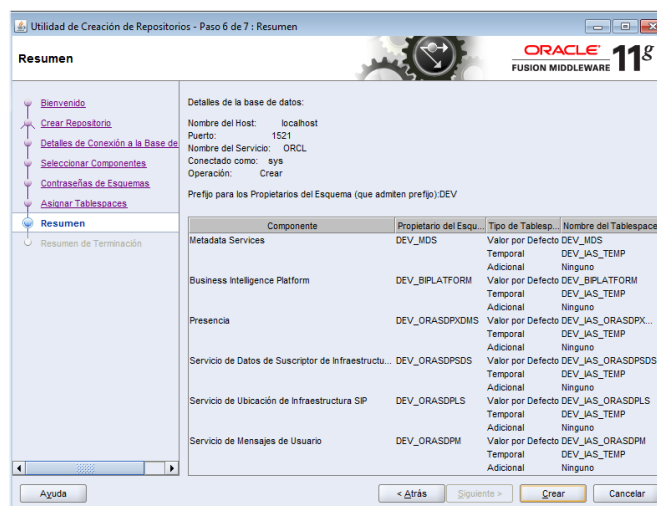 Utilidad de Creación de Repositorios - Paso 6 de 7 : Resumen
Resumen
ORACLE
FUSION MIDDLEWARE 11g
Bienvenido
Crear Repositorio
Detalles de Conexión a la Base de
Seleccionar Componentes
Contraseñas de Esquemas
Asignar Tablespaces
Resumen
Resumen de Terminación
Detalles de la base de datos:
Nombre del Host: localhost
Puerto: 1521
Nombre del Servicio: ORCL
Conectado como: sys
Operación: Crear
Prefijo para los Propietarios del Esquema (que admiten prefijo):DEV
Componente Propietario del Esqu... Tipo de Tablesp... Nombre del Tablespace
Metadata Services DEV_MDS Valor por Defecto DEV_MDS
Temporal DEV_IAS_TEMP
Adicional Ninguno
Business Intelligence Platform DEV_BIPLATFORM Valor por Defecto DEV_BIPLATFORM
Temporal DEV_IAS_TEMP
Adicional Ninguno
Presencia DEV_ORASDPXDMS Valor por Defecto DEV_IAS_ORASDPX...
Temporal DEV_IAS_TEMP
Adicional Ninguno
Servicio de Datos de Suscriptor de Infraestructu... DEV_ORASDPSDS Valor por Defecto DEV_IAS_ORASDPSDS
Temporal DEV_IAS_TEMP
Adicional Ninguno
Servicio de Ubicación de Infraestructura SIP DEV_ORASDPLS Valor por Defecto DEV_IAS_ORASDPLS
Temporal DEV_IAS_TEMP
Adicional Ninguno
Servicio de Mensajes de Usuario DEV_ORASDPM Valor por Defecto DEV_IAS_ORASDPM
Temporal DEV_IAS_TEMP
Adicional Ninguno
Ayuda < Atrás Siguiente > Crear Cancelar